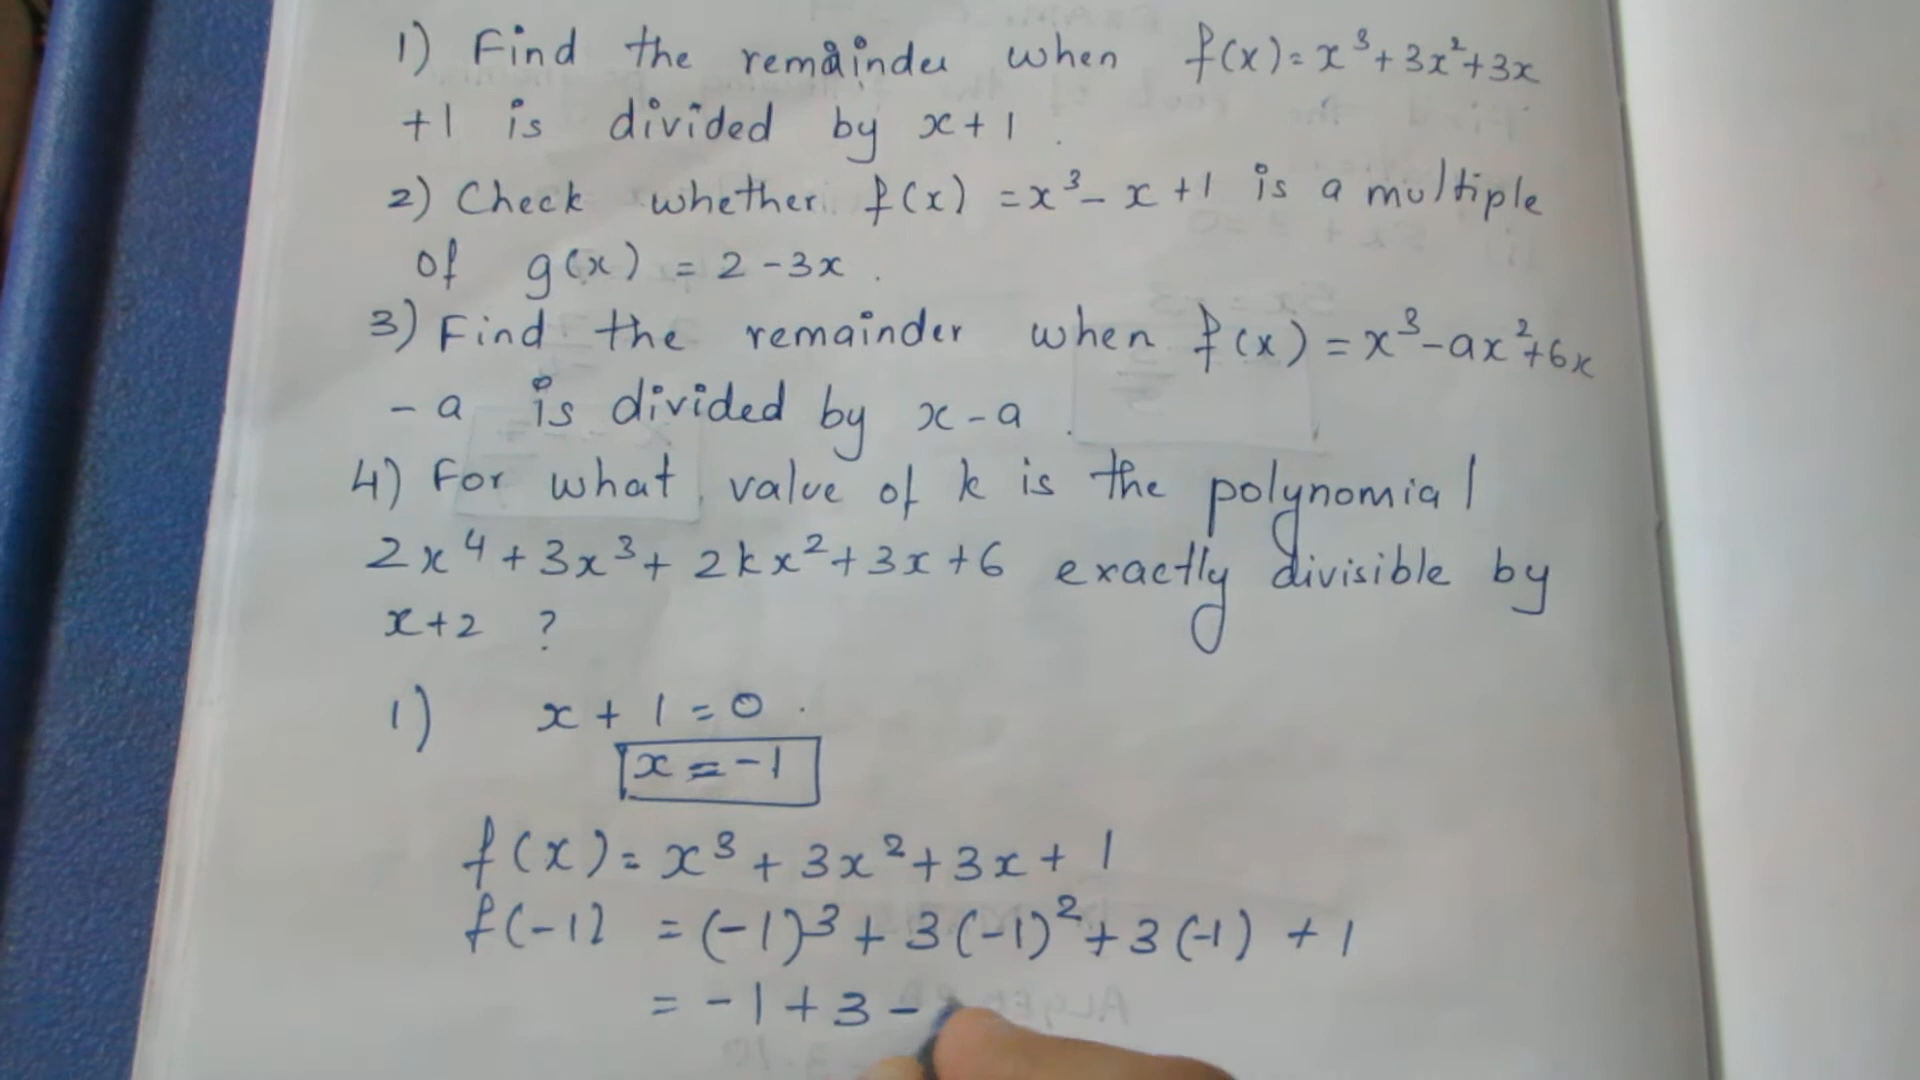 1) Find the remainder when f(x) = x³ + 3x² + 3x
+1 is divided by x+1.
2) Check whether f(x) = x³ - x + 1 is a multiple
of g(x) = 2 - 3x.
3) Find the remainder when f(x) = x³ - ax² + 6x
- a is divided by x - a.
4) For what value of k is the polynomial
2x⁴ + 3x³ + 2kx² + 3x + 6 exactly divisible by
x+2 ?
1) x + 1 = 0.
x = -1
f(x) = x³ + 3x² + 3x + 1
f(-1) = (-1)³ + 3(-1)² + 3(-1) + 1
= -1 + 3 -